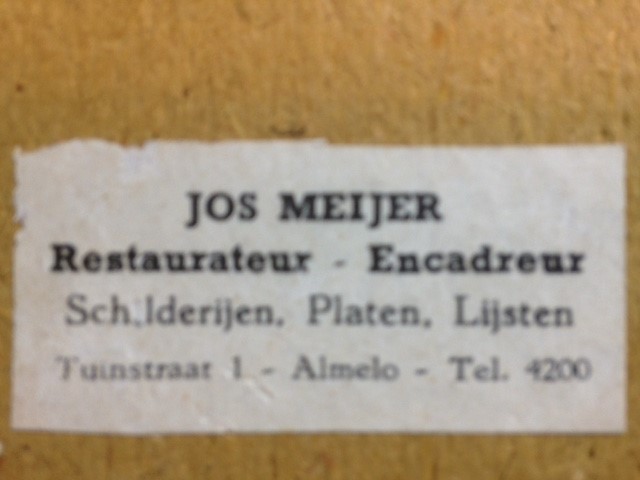 JOS MEIJER
Restaurateur - Encadreur
Schilderijen, Platen, Lijsten
Tuinstraat 1 - Almelo - Tel. 4200